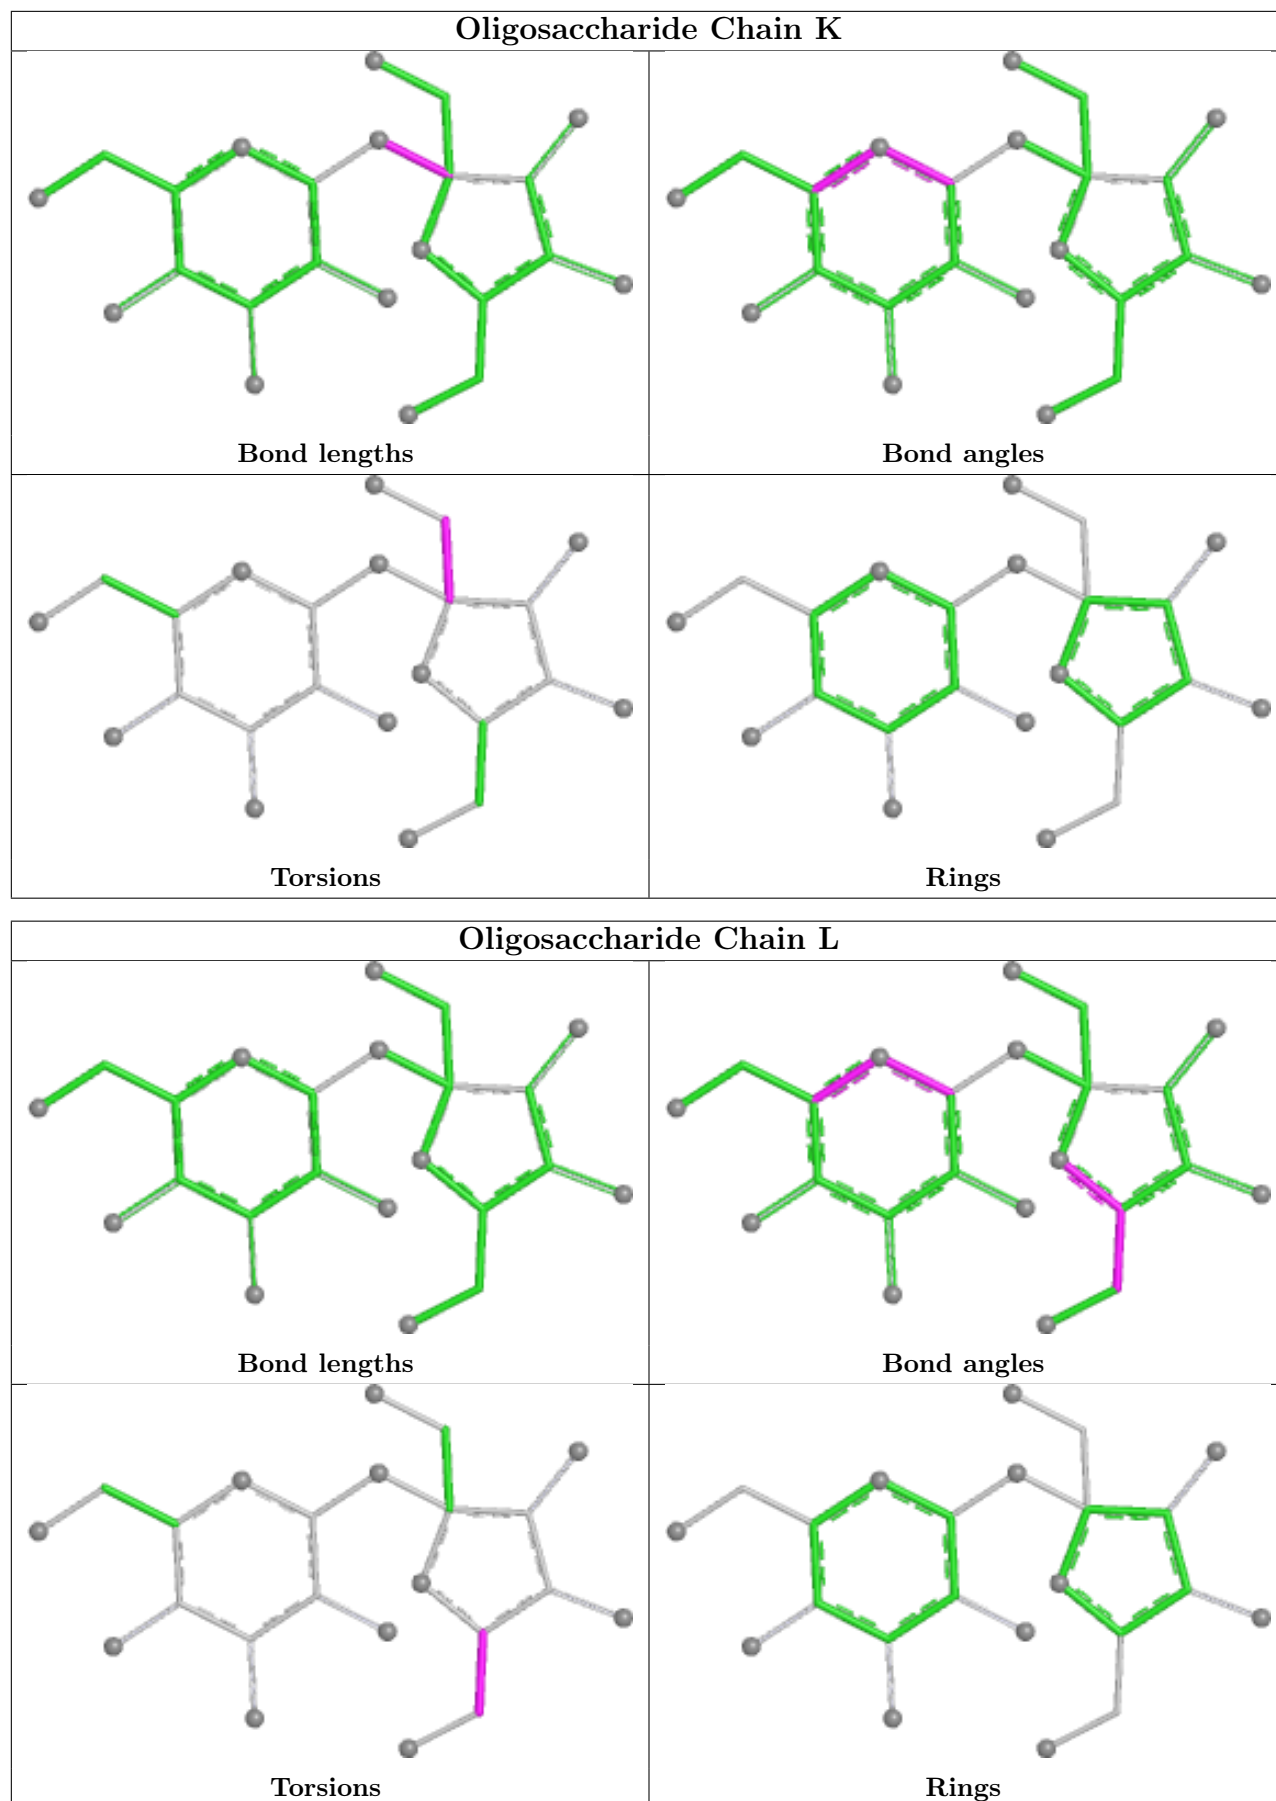 Oligosaccharide Chain K
Bond lengths
Bond angles
Torsions
Rings
Oligosaccharide Chain L
Bond lengths
Bond angles
Torsions
Rings